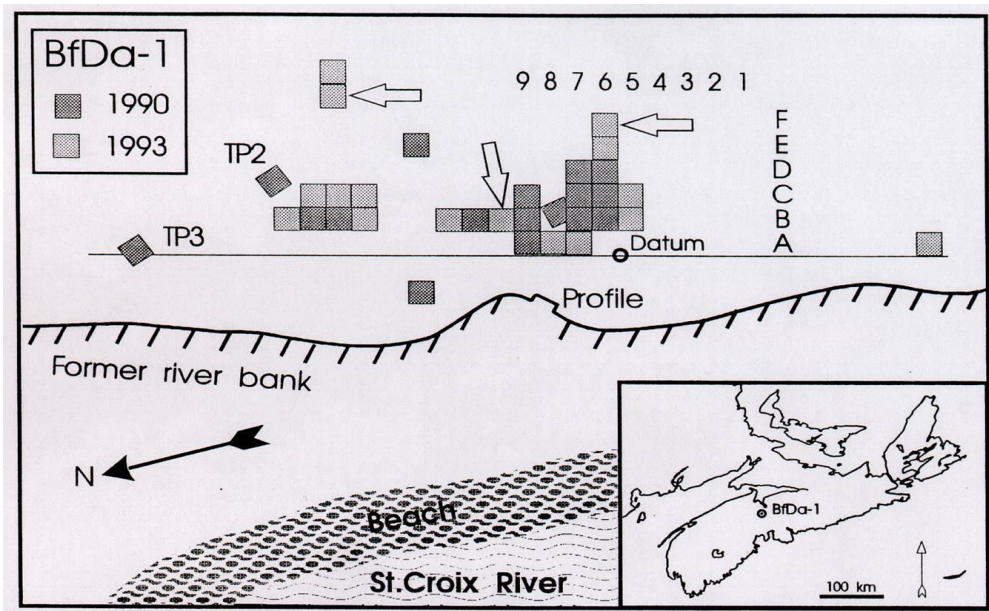 BfDa-1
1990
1993
9 8 7 6 5 4 3 2 1
F
E
D
C
B
A
TP2
TP3
Datum
Profile
Former river bank
N
Beach
St.Croix River
BfDa-1
100 km